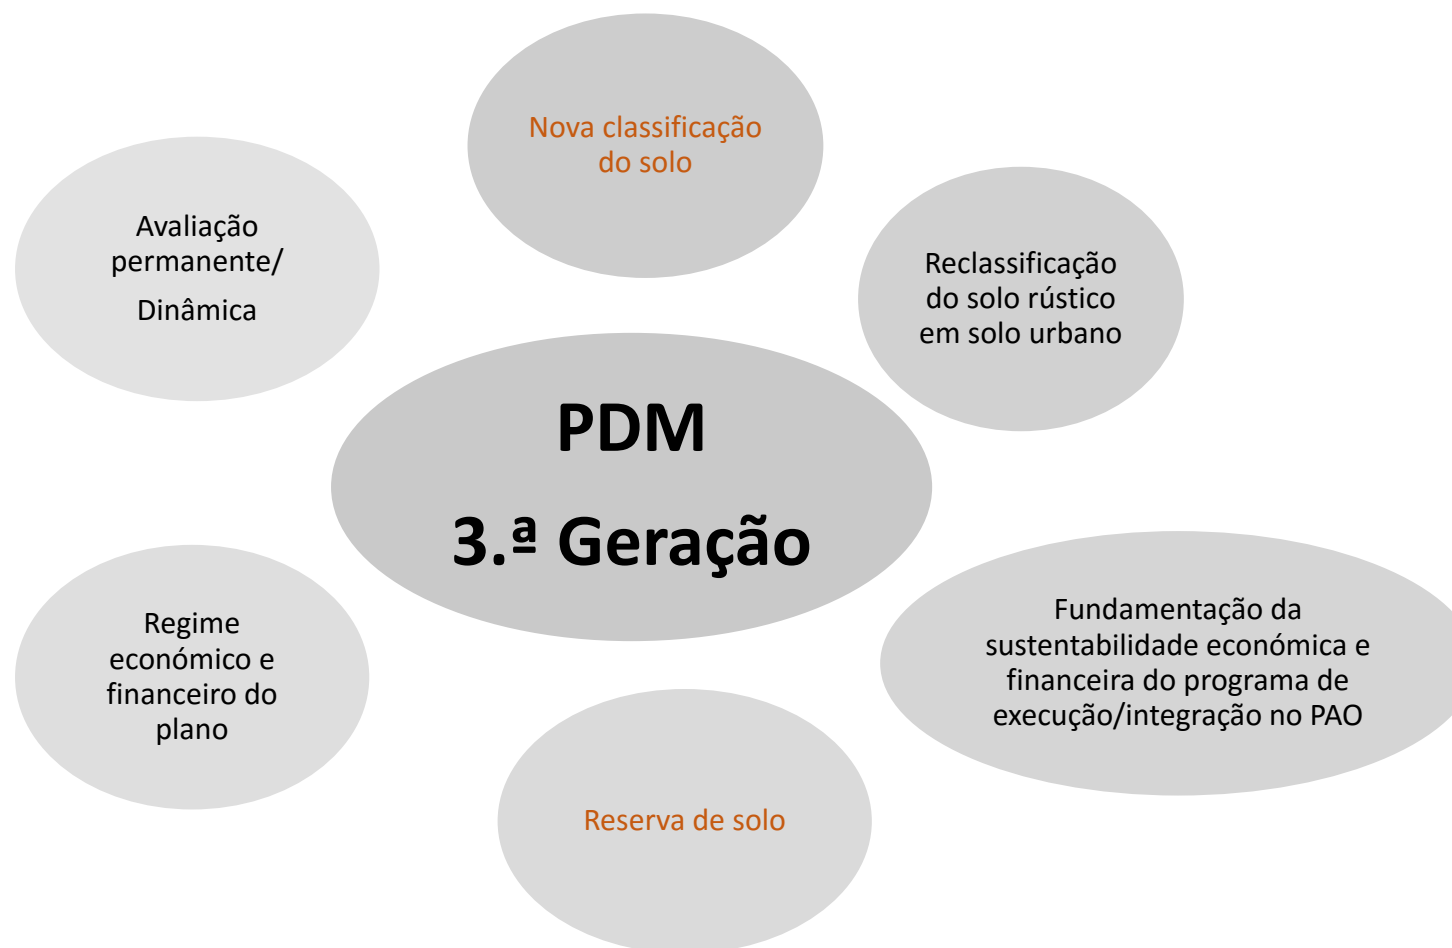 Nova classificação
do solo
Avaliação
permanente/
Dinâmica
Reclassificação
do solo rústico
em solo urbano
PDM
3.ª Geração
Regime
económico e
financeiro do
plano
Fundamentação da
sustentabilidade económica e
financeira do programa de
execução/integração no PAO
Reserva de solo